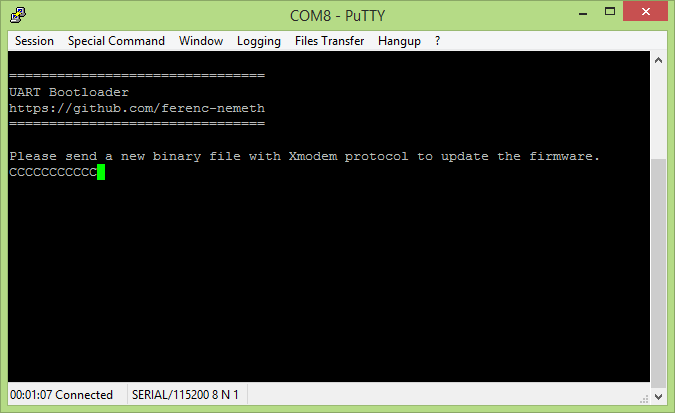 COM8 - PuTTY
Session Special Command Window Logging Files Transfer Hangup ?
================================
UART Bootloader
https://github.com/ferenc-nemeth
================================
Please send a new binary file with Xmodem protocol to update the firmware.
CCCCCCCCCCC
00:01:07 Connected SERIAL/115200 8 N 1